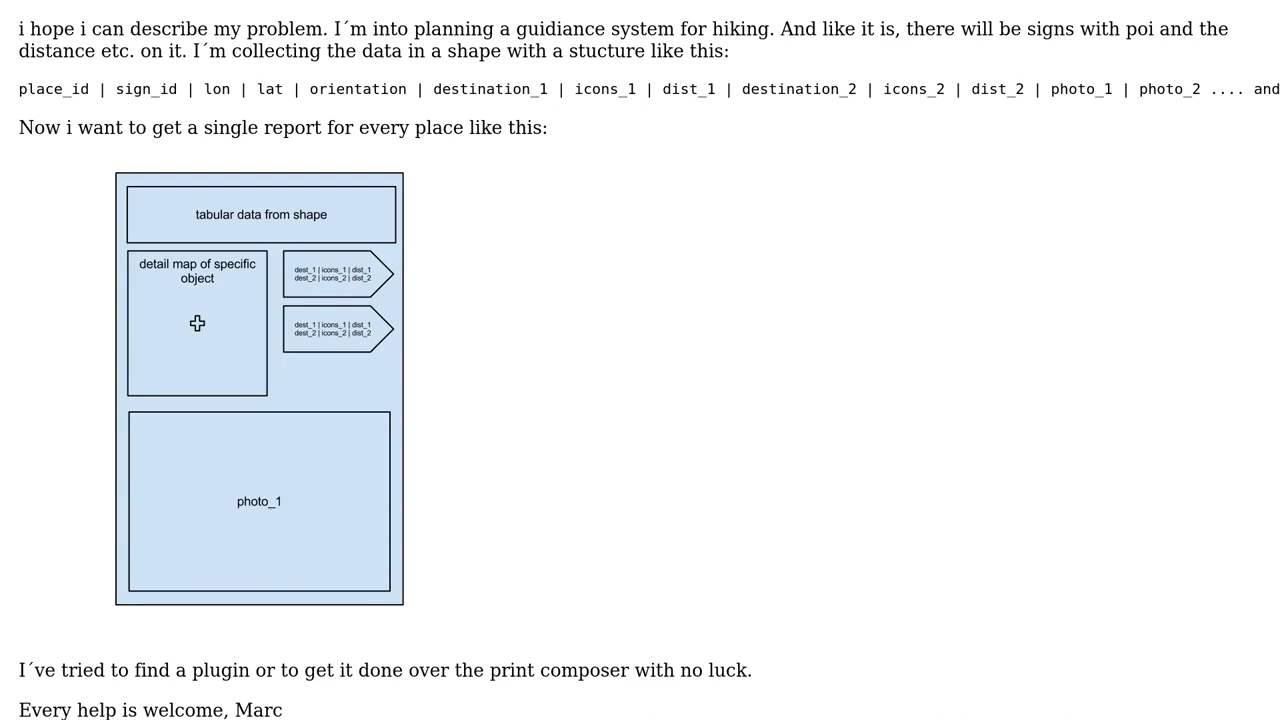 i hope i can describe my problem. I´m into planning a guidiance system for hiking. And like it is, there will be signs with poi and the
distance etc. on it. I´m collecting the data in a shape with a stucture like this:
place_id | sign_id | lon | lat | orientation | destination_1 | icons_1 | dist_1 | destination_2 | icons_2 | dist_2 | photo_1 | photo_2 .... and
Now i want to get a single report for every place like this:
tabular data from shape
detail map of specific
object
dest_1 | icons_1 | dist_1
dest_2 | icons_2 | dist_2
dest_1 | icons_1 | dist_1
dest_2 | icons_2 | dist_2
photo_1
I´ve tried to find a plugin or to get it done over the print composer with no luck.
Every help is welcome, Marc